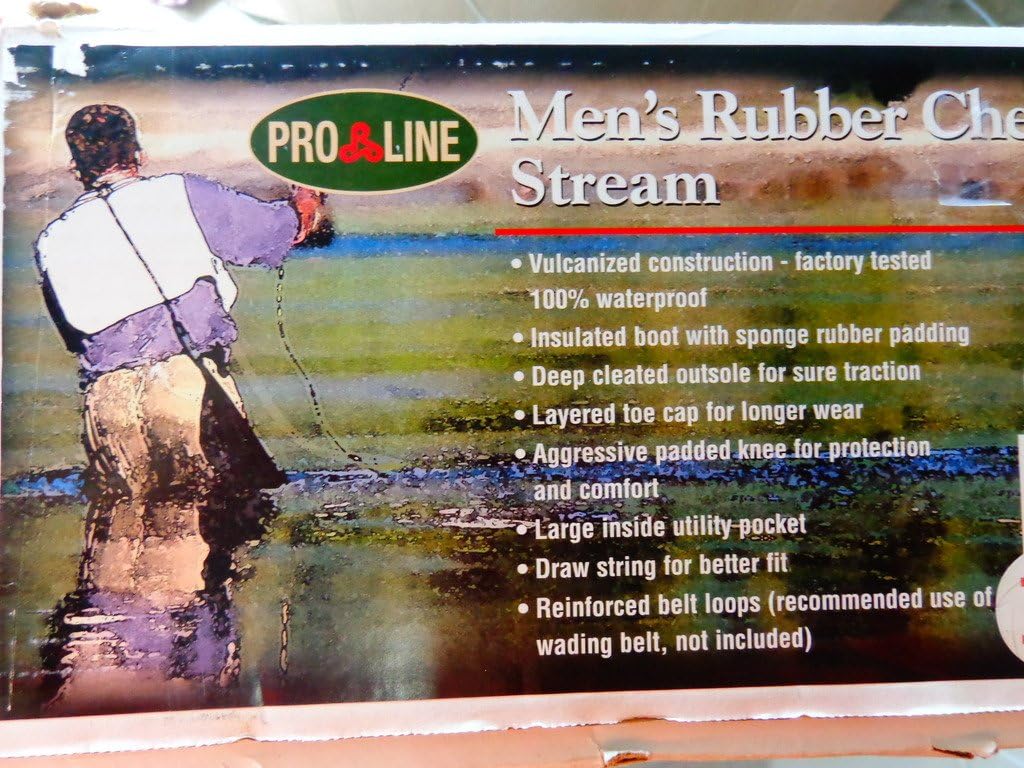 PRO LINE
Men's Rubber Che
Stream
• Vulcanized construction - factory tested
100% waterproof
• Insulated boot with sponge rubber padding
• Deep cleated outsole for sure traction
• Layered toe cap for longer wear
• Aggressive padded knee for protection
and comfort
• Large inside utility pocket
• Draw string for better fit
• Reinforced belt loops (recommended use of
wading belt, not included)